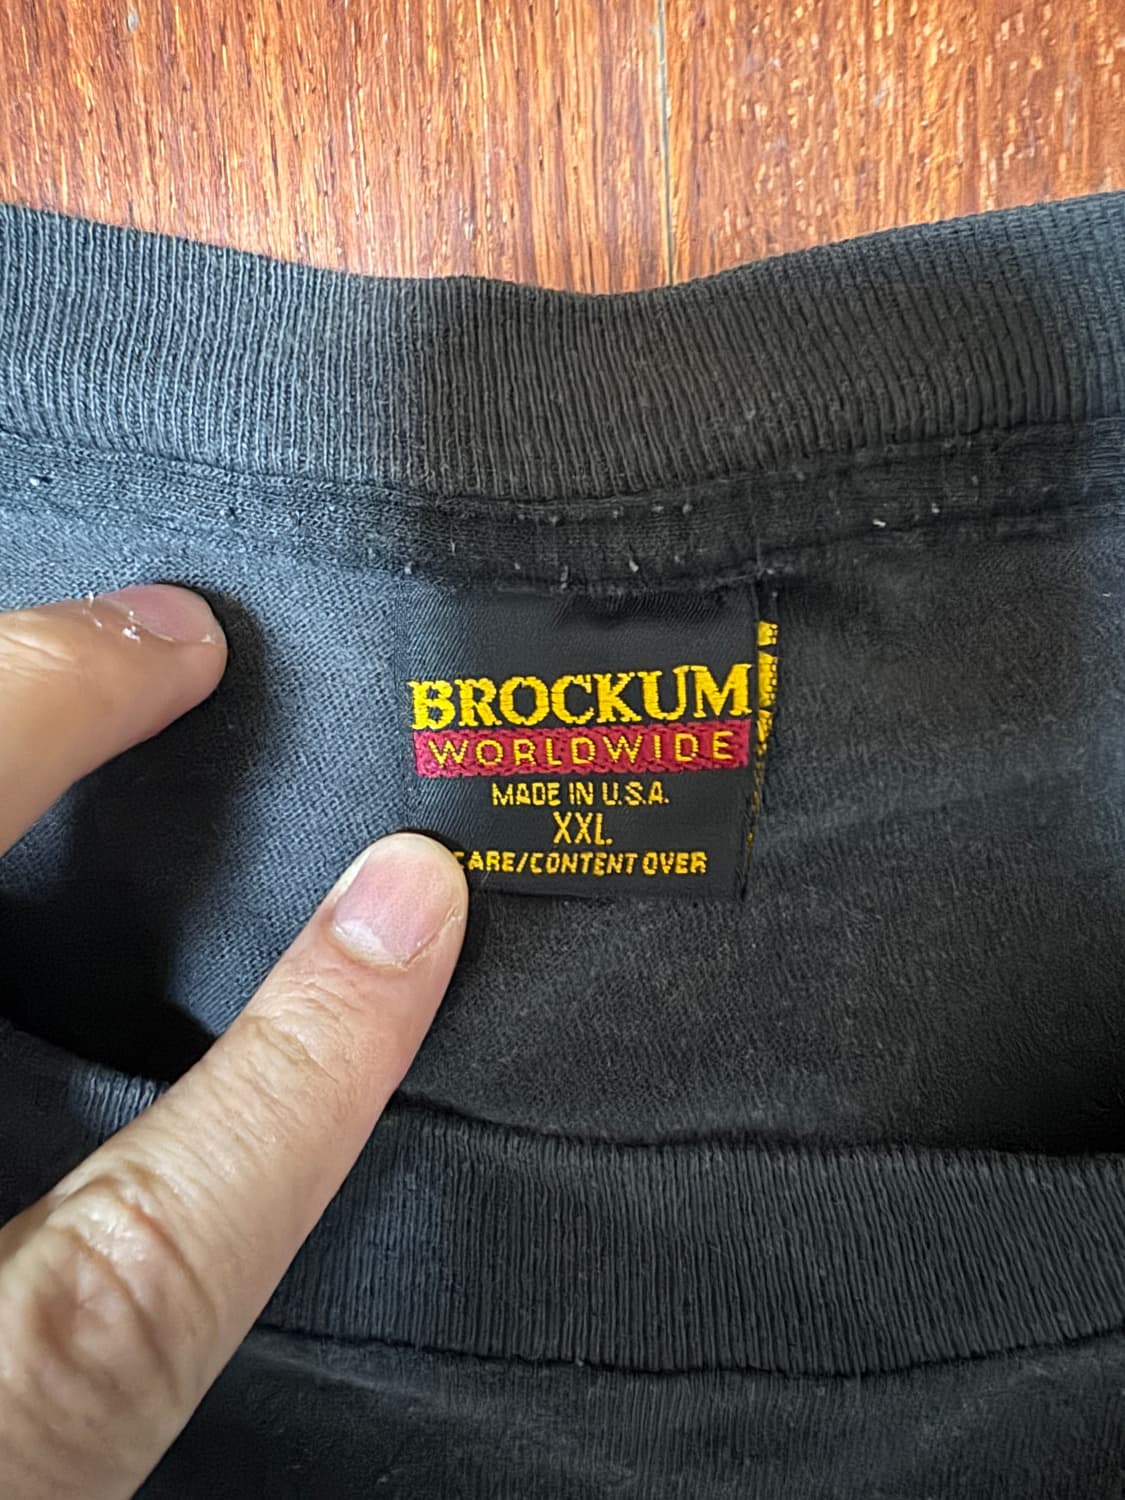 BROCKUM
WORLDWIDE
MADE IN U.S.A.
XXL
CARE/CONTENT OVER